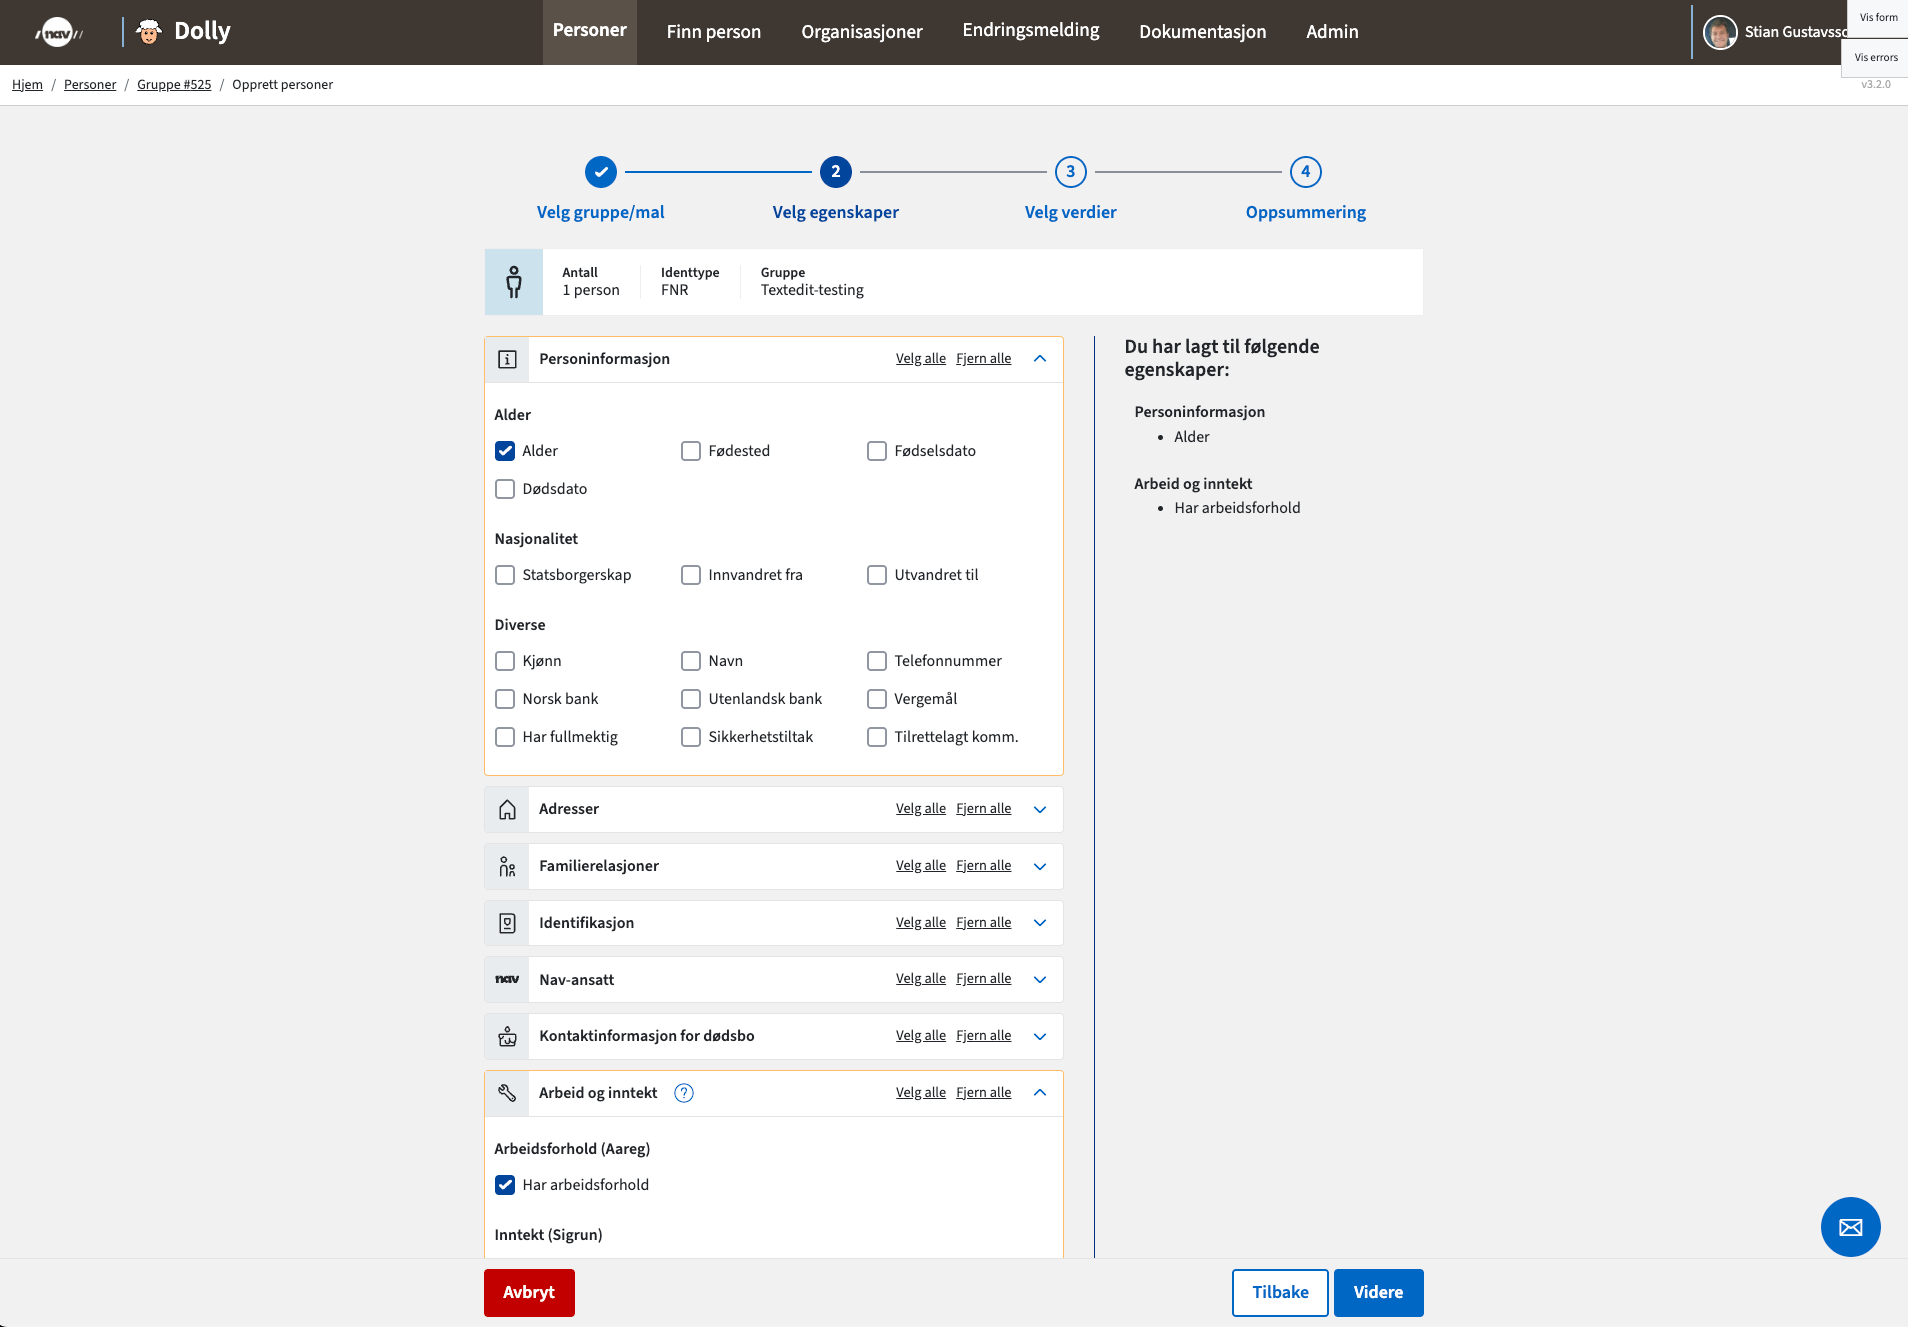 nav
Dolly
Personer
Finn person
Organisasjoner
Endringsmelding
Dokumentasjon
Admin
Vis form
Vis errors
v3.2.0
Hjem / Personer / Gruppe #525 / Opprett personer
2
3
4
Velg gruppe/mal
Velg egenskaper
Velg verdier
Oppsummering
Antall
1 person
Identtype
FNR
Gruppe
Textedit-testing
Personinformasjon
Velg alle Fjern alle
Alder
Alder
Fødested
Fødselsdato
Dødsdato
Nasjonalitet
Statsborgerskap
Innvandret fra
Utvandret til
Diverse
Kjønn
Navn
Telefonnummer
Norsk bank
Utenlandsk bank
Vergemål
Har fullmektig
Sikkerhetstiltak
Tilrettelagt komm.
Adresser
Velg alle Fjern alle
Familierelasjoner
Velg alle Fjern alle
Identifikasjon
Velg alle Fjern alle
nav
Nav-ansatt
Velg alle Fjern alle
Kontaktinformasjon for dødsbo
Velg alle Fjern alle
Arbeid og inntekt ?
Velg alle Fjern alle
Arbeidsforhold (Aareg)
Har arbeidsforhold
Inntekt (Sigrun)
Du har lagt til følgende
egenskaper:
Personinformasjon
• Alder
Arbeid og inntekt
• Har arbeidsforhold
Avbryt
Tilbake
Videre
Stian